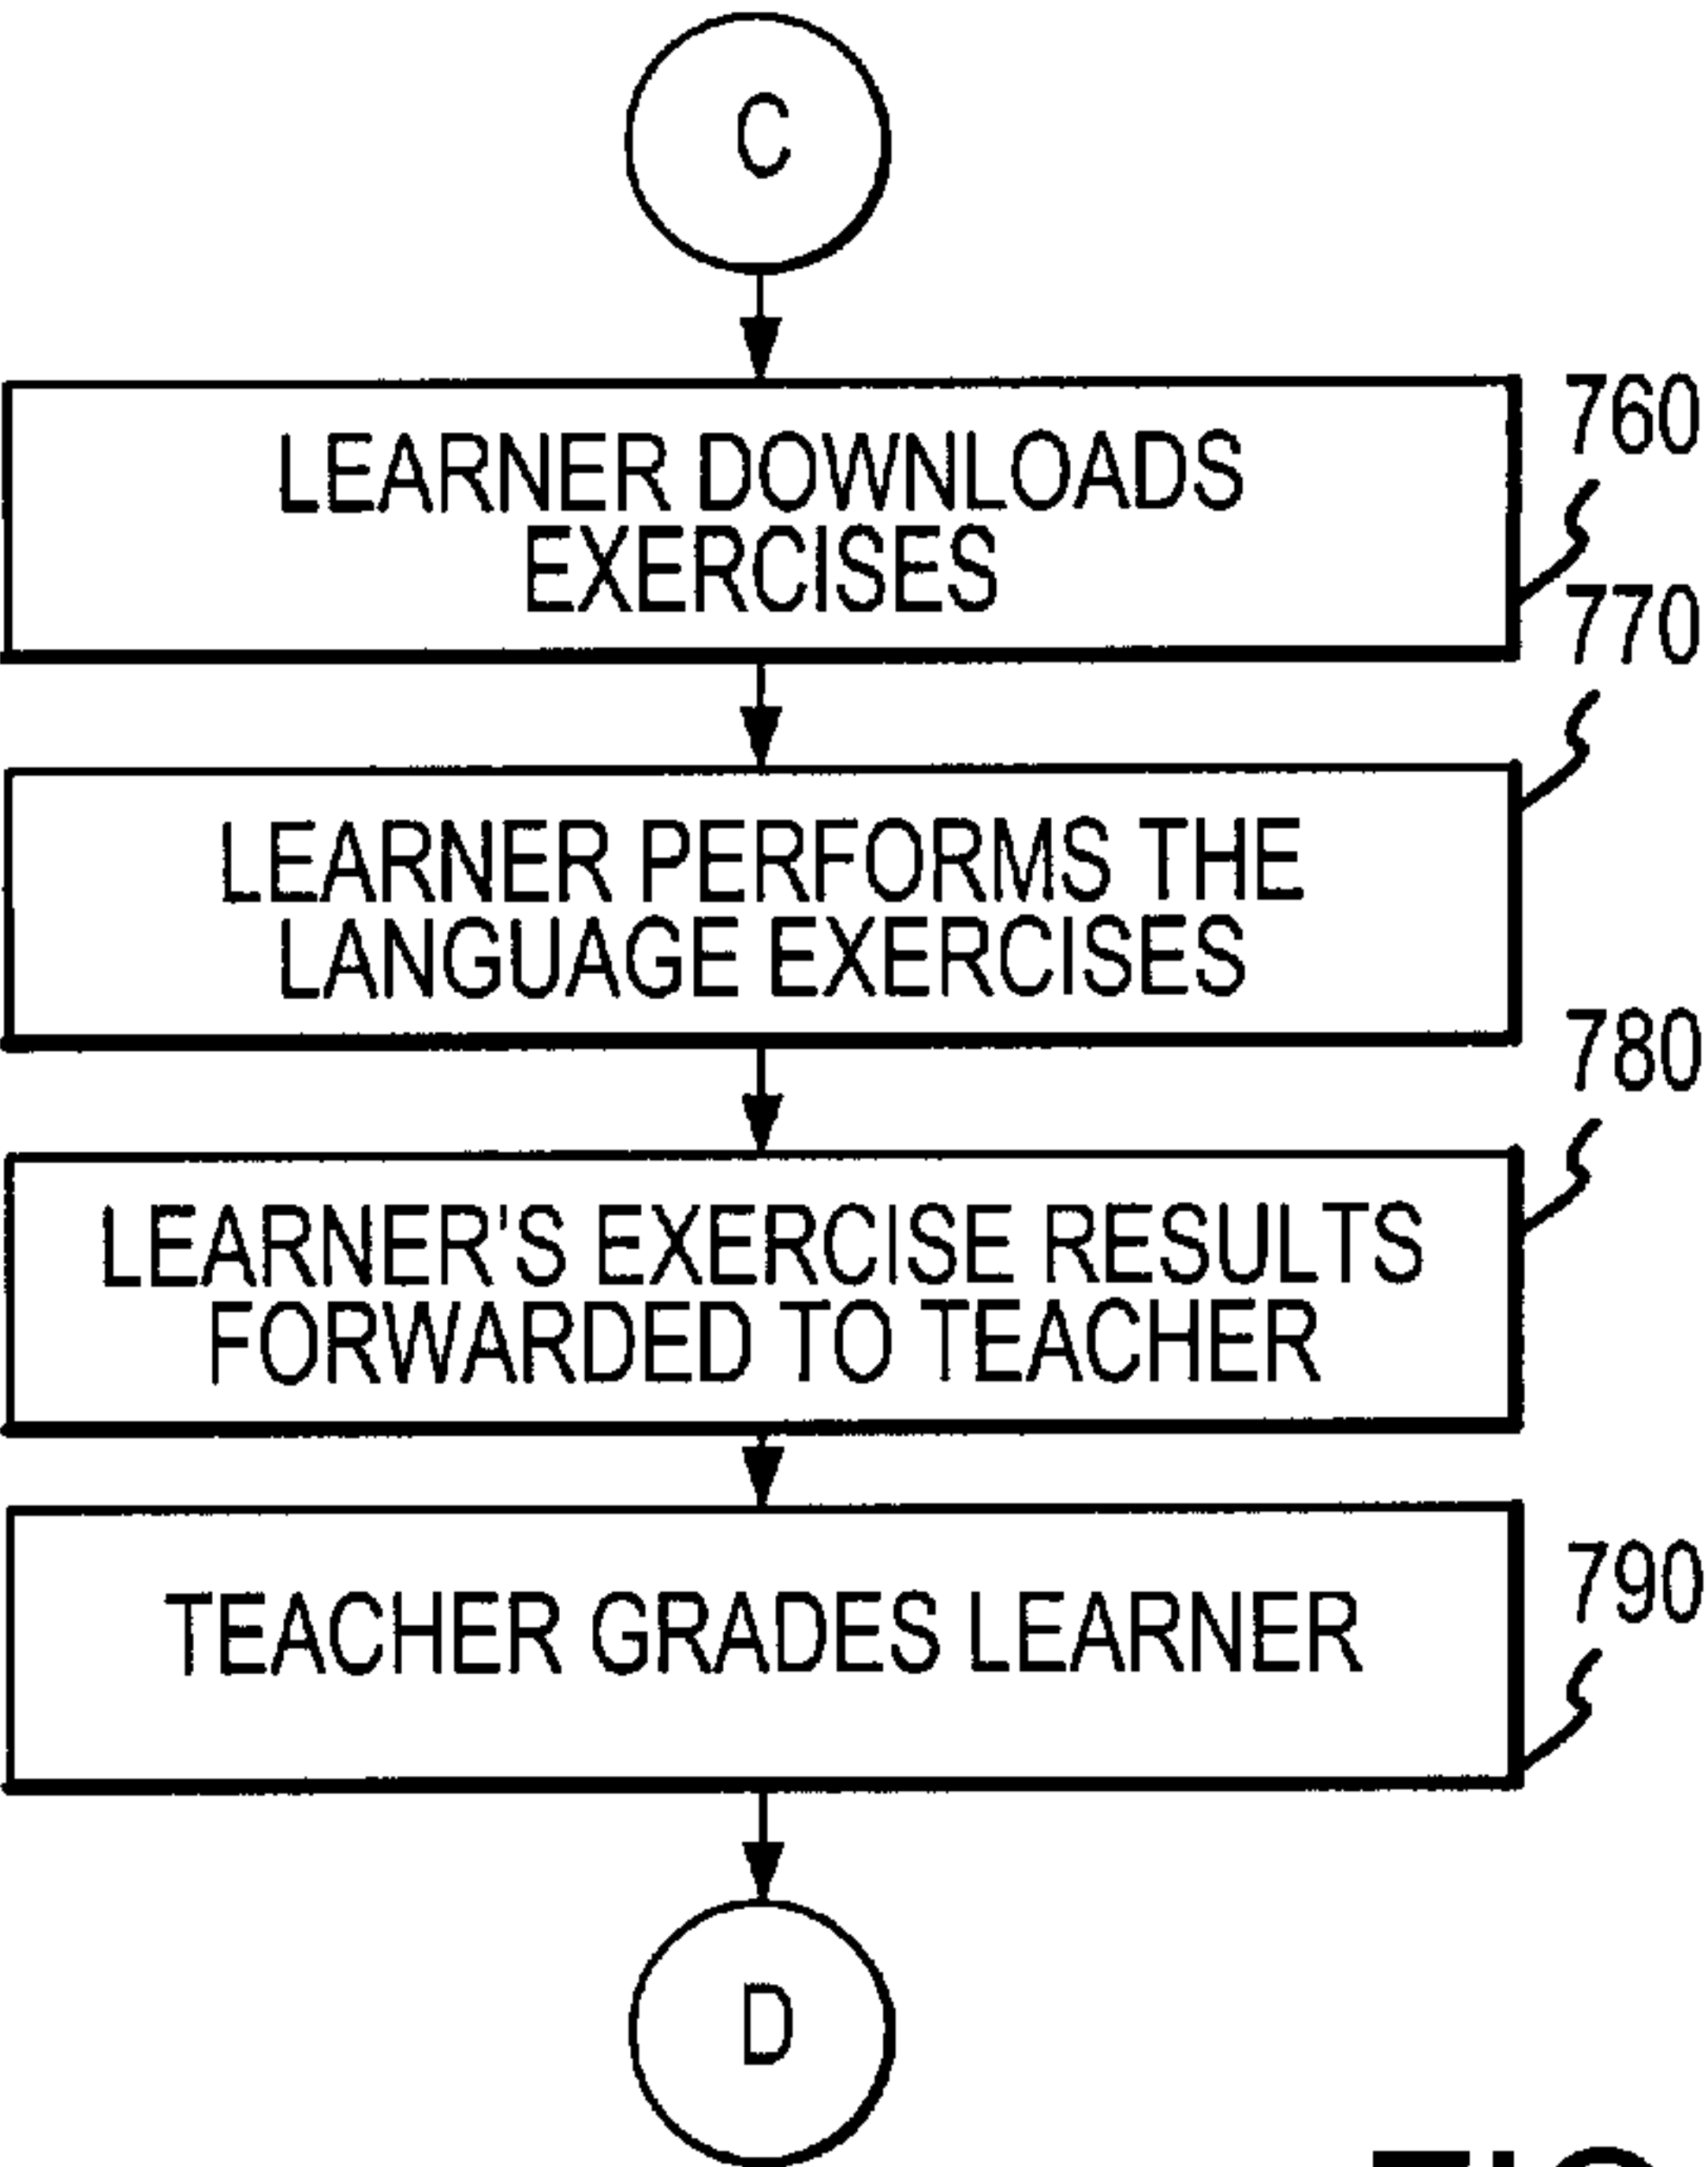 C
LEARNER DOWNLOADS
EXERCISES
760
770
LEARNER PERFORMS THE
LANGUAGE EXERCISES
780
LEARNER'S EXERCISE RESULTS
FORWARDED TO TEACHER
TEACHER GRADES LEARNER
790
D